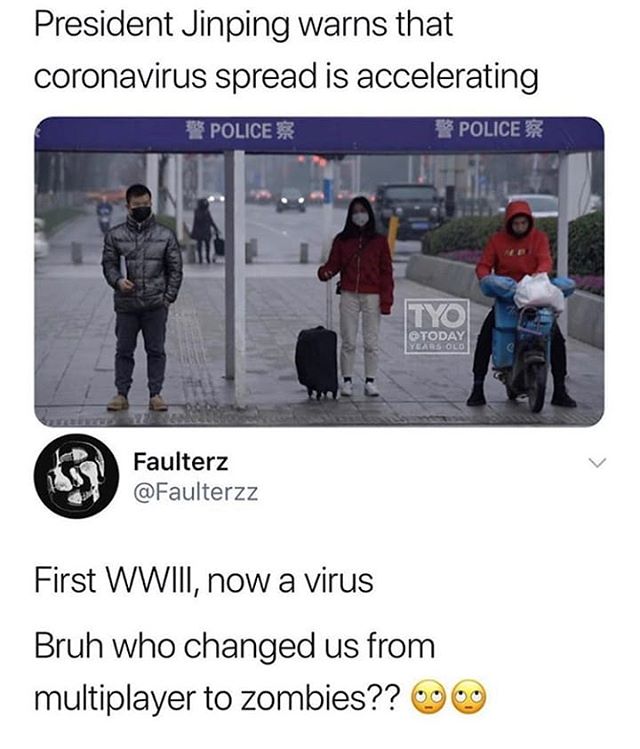 President Jinping warns that
coronavirus spread is accelerating
警 POLICE 察
警 POLICE 察
TYO
@TODAY
YEARS OLD
Faulterz
@Faulterzz
First WWIII, now a virus
Bruh who changed us from
multiplayer to zombies?? 🙄🙄